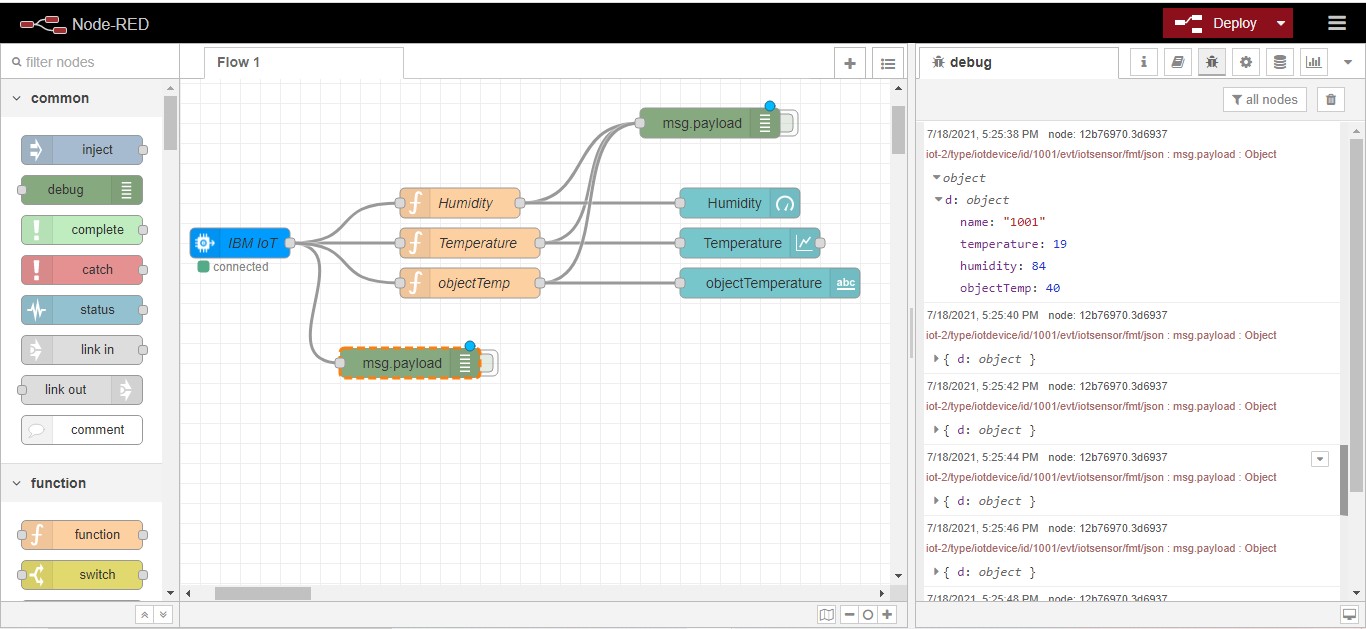 Node-RED
Deploy
filter nodes
Flow 1
debug
i
common
all nodes
inject
debug
complete
catch
status
link in
link out
comment
function
function
switch
msg.payload
Humidity
Humidity
IBM IoT
Temperature
Temperature
connected
objectTemp
objectTemperature
abc
msg.payload
7/18/2021, 5:25:38 PM node: 12b76970.3d6937
iot-2/type/iotdevice/id/1001/evt/iotsensor/fmt/json : msg.payload : Object
object
d: object
name: "1001"
temperature: 19
humidity: 84
objectTemp: 40
7/18/2021, 5:25:40 PM node: 12b76970.3d6937
iot-2/type/iotdevice/id/1001/evt/iotsensor/fmt/json : msg.payload : Object
{ d: object }
7/18/2021, 5:25:42 PM node: 12b76970.3d6937
iot-2/type/iotdevice/id/1001/evt/iotsensor/fmt/json : msg.payload : Object
{ d: object }
7/18/2021, 5:25:44 PM node: 12b76970.3d6937
iot-2/type/iotdevice/id/1001/evt/iotsensor/fmt/json : msg.payload : Object
{ d: object }
7/18/2021, 5:25:46 PM node: 12b76970.3d6937
iot-2/type/iotdevice/id/1001/evt/iotsensor/fmt/json : msg.payload : Object
{ d: object }
7/18/2021, 5:25:48 PM node: 12b76970.3d6937